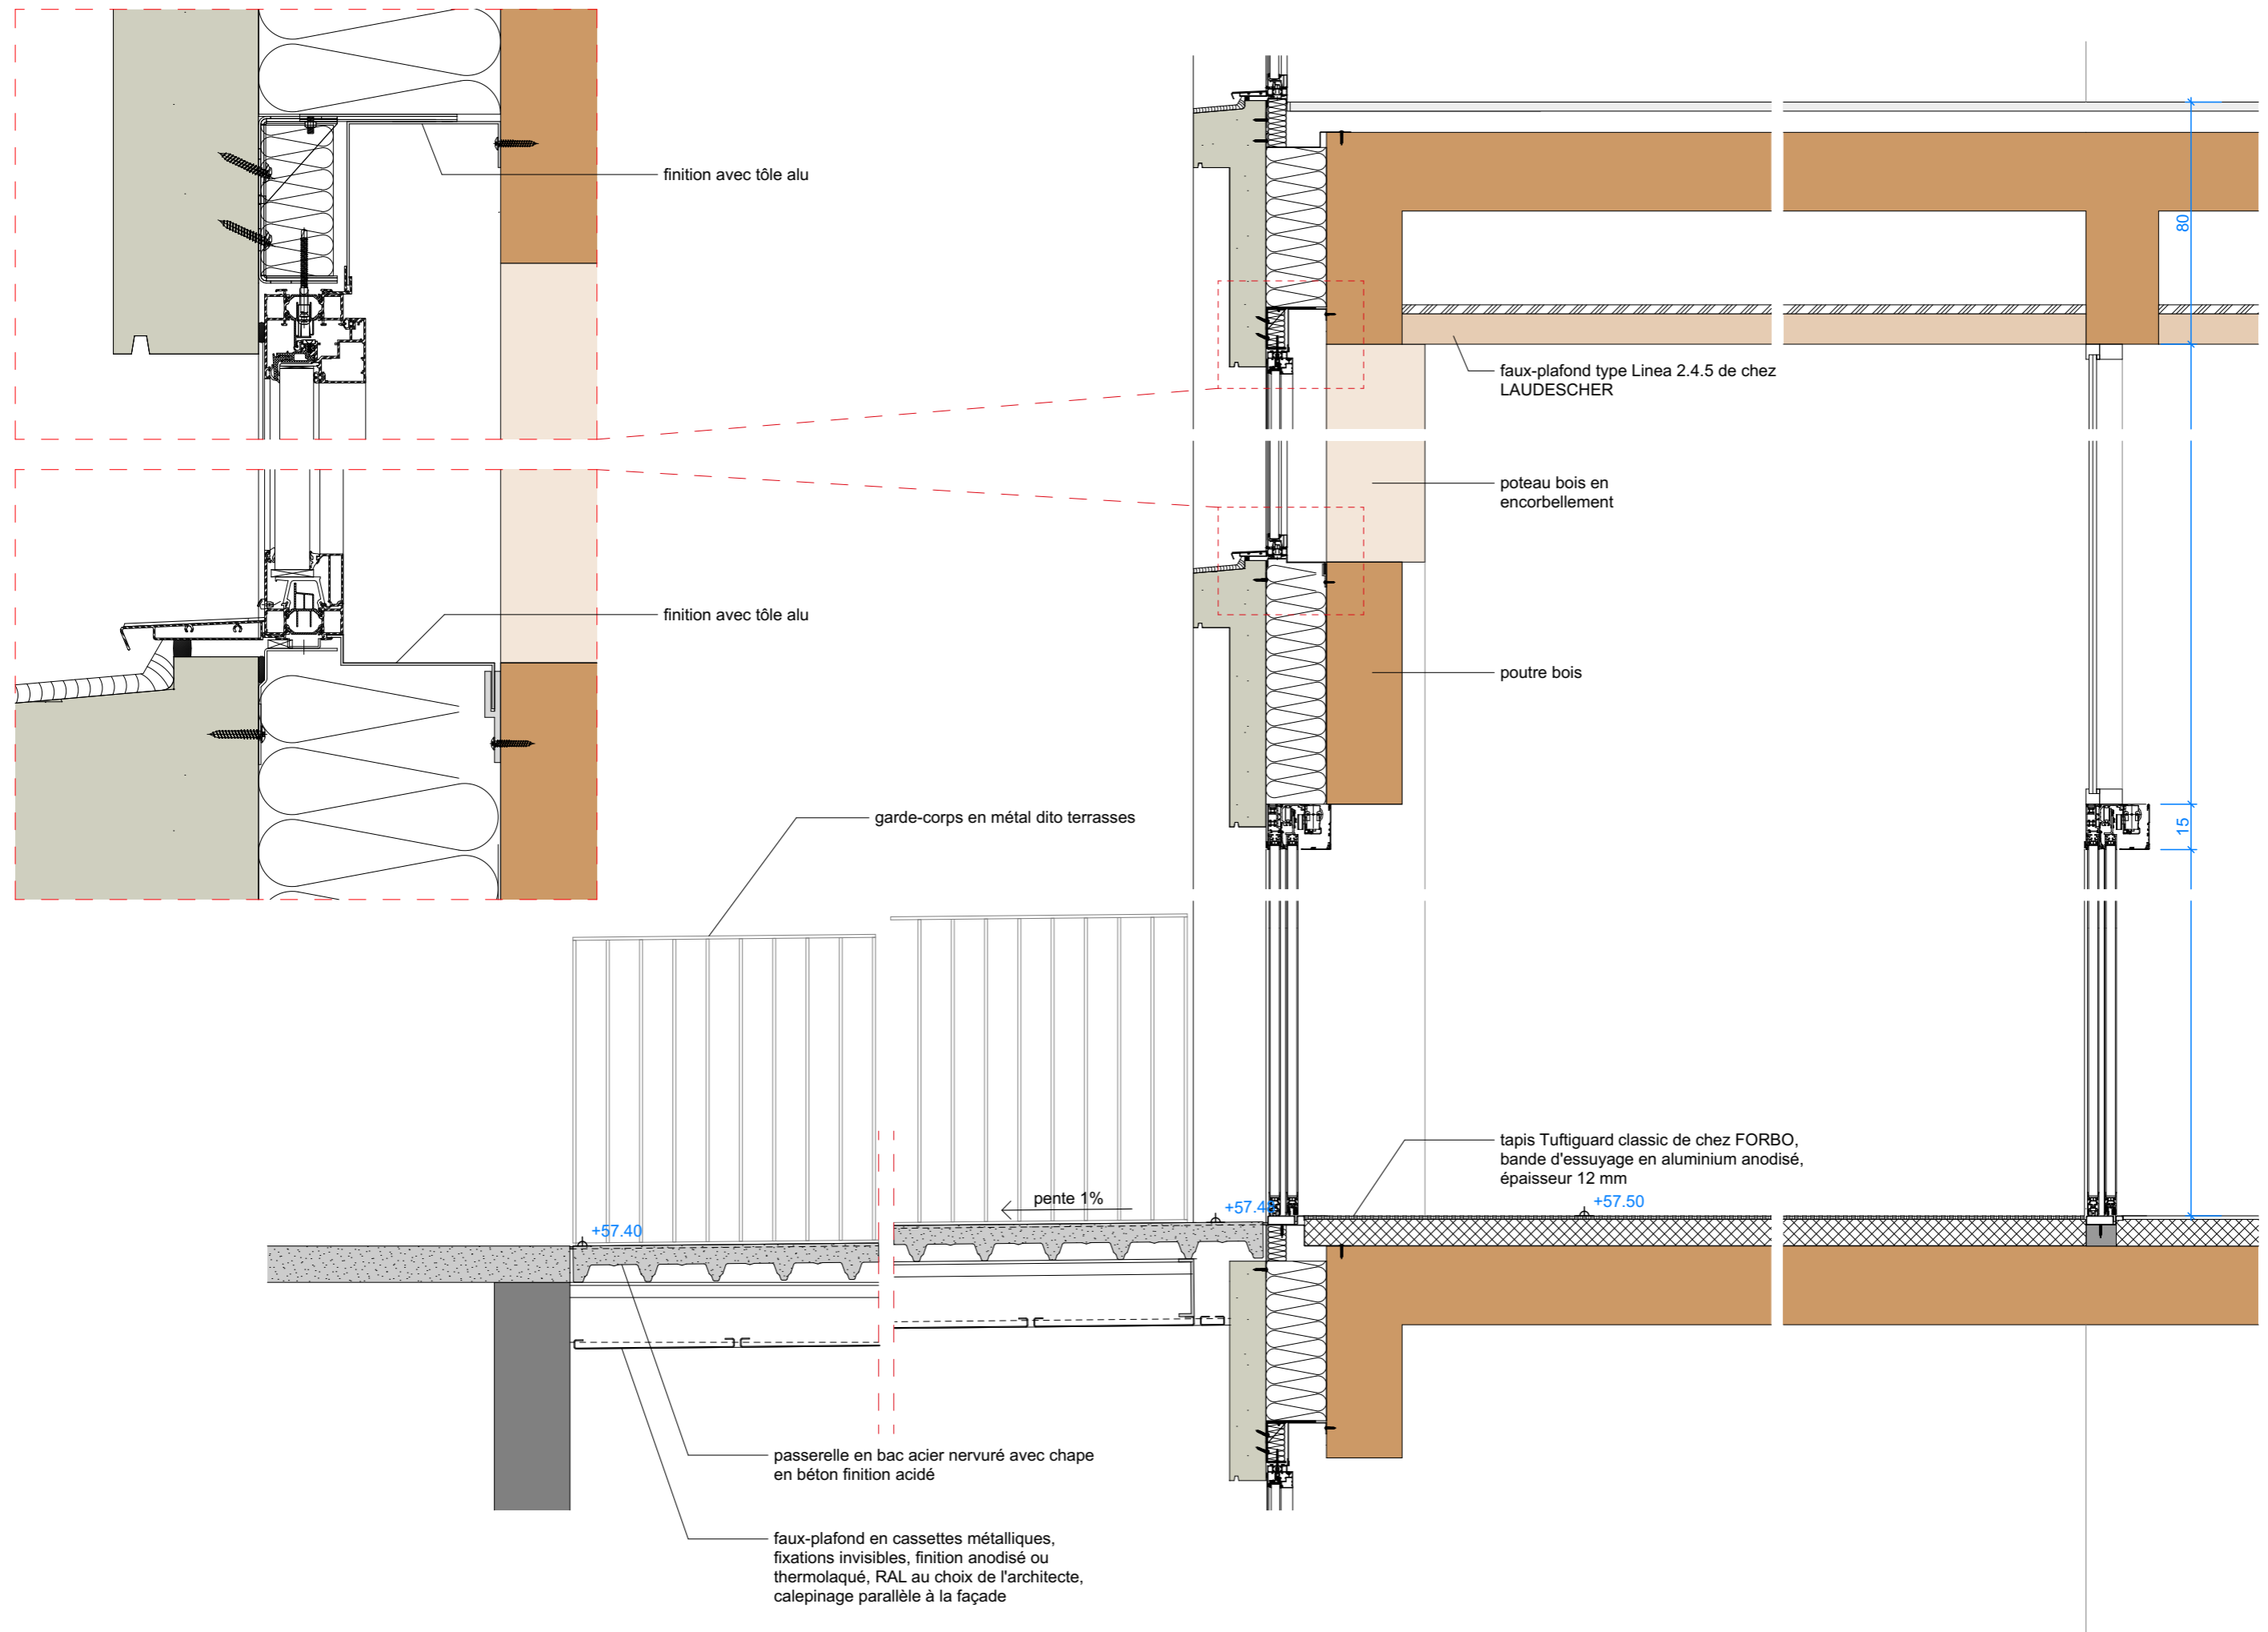 finition avec tôle alu
80
faux-plafond type Linea 2.4.5 de chez
LAUDESCHER
poteau bois en
encorbellement
finition avec tôle alu
poutre bois
garde-corps en métal dito terrasses
15
tapis Tuftiguard classic de chez FORBO,
bande d'essuyage en aluminium anodisé,
épaisseur 12 mm
pente 1%
+57.50
+57.40
passerelle en bac acier nervuré avec chape
en béton finition acidé
faux-plafond en cassettes métalliques,
fixations invisibles, finition anodisé ou
thermolaqué, RAL au choix de l'architecte,
calepinage parallèle à la façade